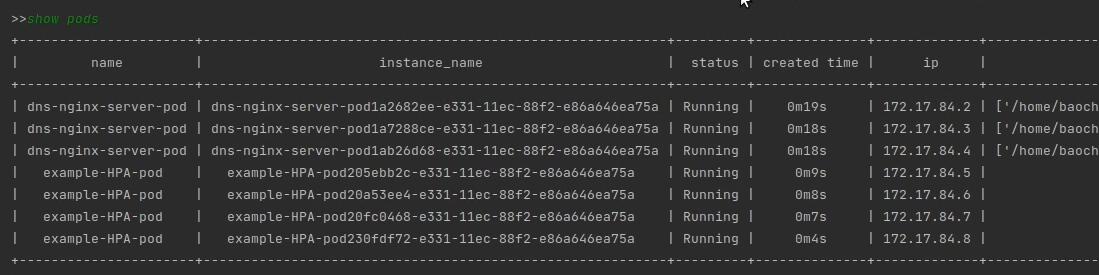 >>show pods
+----------------------+----------------------------------------------------------+---------+--------------+-------------+--------------
|         name         |                      instance_name                       |  status | created time |      ip     |
+----------------------+----------------------------------------------------------+---------+--------------+-------------+--------------
| dns-nginx-server-pod | dns-nginx-server-pod1a2682ee-e331-11ec-88f2-e86a646ea75a | Running |    0m19s     | 172.17.84.2 | ['/home/baoch
| dns-nginx-server-pod | dns-nginx-server-pod1a7288ec-e331-11ec-88f2-e86a646ea75a | Running |    0m18s     | 172.17.84.3 | ['/home/baoch
| dns-nginx-server-pod | dns-nginx-server-pod1ab26d68-e331-11ec-88f2-e86a646ea75a | Running |    0m18s     | 172.17.84.4 | ['/home/baoch
|   example-HPA-pod    |   example-HPA-pod205ebb2c-e331-11ec-88f2-e86a646ea75a    | Running |     0m9s     | 172.17.84.5 |
|   example-HPA-pod    |   example-HPA-pod20a53ee4-e331-11ec-88f2-e86a646ea75a    | Running |     0m8s     | 172.17.84.6 |
|   example-HPA-pod    |   example-HPA-pod20fc0468-e331-11ec-88f2-e86a646ea75a    | Running |     0m7s     | 172.17.84.7 |
|   example-HPA-pod    |   example-HPA-pod230fdf72-e331-11ec-88f2-e86a646ea75a    | Running |     0m4s     | 172.17.84.8 |
+----------------------+----------------------------------------------------------+---------+--------------+-------------+--------------